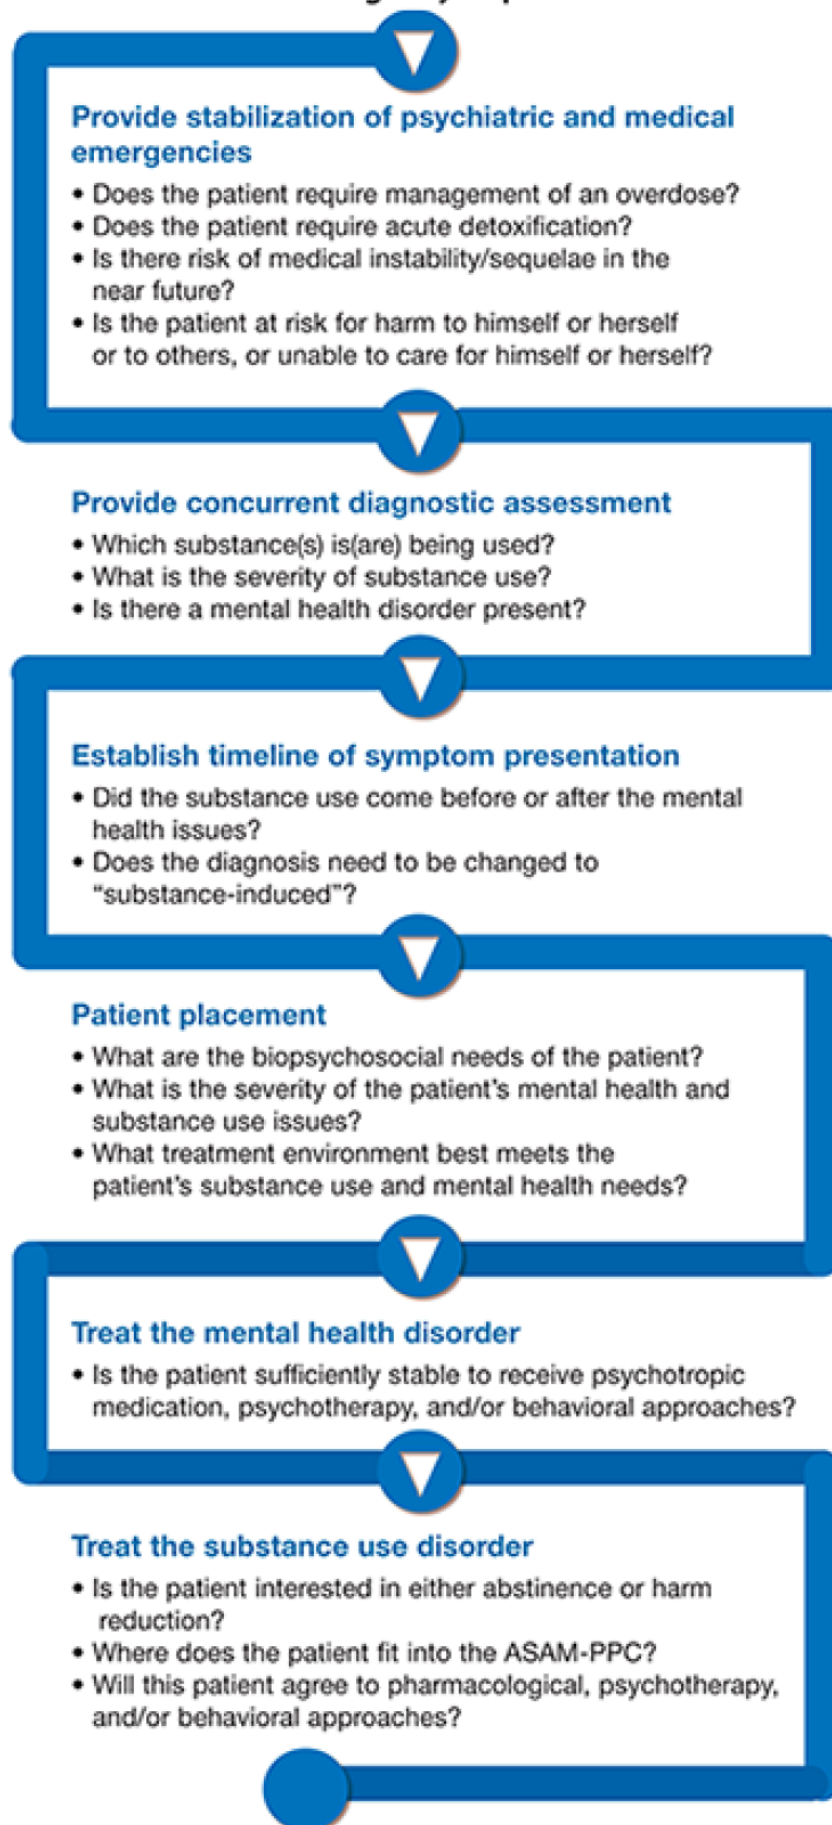 Provide stabilization of psychiatric and medical
emergencies
• Does the patient require management of an overdose?
• Does the patient require acute detoxification?
• Is there risk of medical instability/sequelae in the
near future?
• Is the patient at risk for harm to himself or herself
or to others, or unable to care for himself or herself?
Provide concurrent diagnostic assessment
• Which substance(s) is(are) being used?
• What is the severity of substance use?
• Is there a mental health disorder present?
Establish timeline of symptom presentation
• Did the substance use come before or after the mental
health issues?
• Does the diagnosis need to be changed to
“substance-induced”?
Patient placement
• What are the biopsychosocial needs of the patient?
• What is the severity of the patient’s mental health and
substance use issues?
• What treatment environment best meets the
patient’s substance use and mental health needs?
Treat the mental health disorder
• Is the patient sufficiently stable to receive psychotropic
medication, psychotherapy, and/or behavioral approaches?
Treat the substance use disorder
• Is the patient interested in either abstinence or harm
reduction?
• Where does the patient fit into the ASAM-PPC?
• Will this patient agree to pharmacological, psychotherapy,
and/or behavioral approaches?